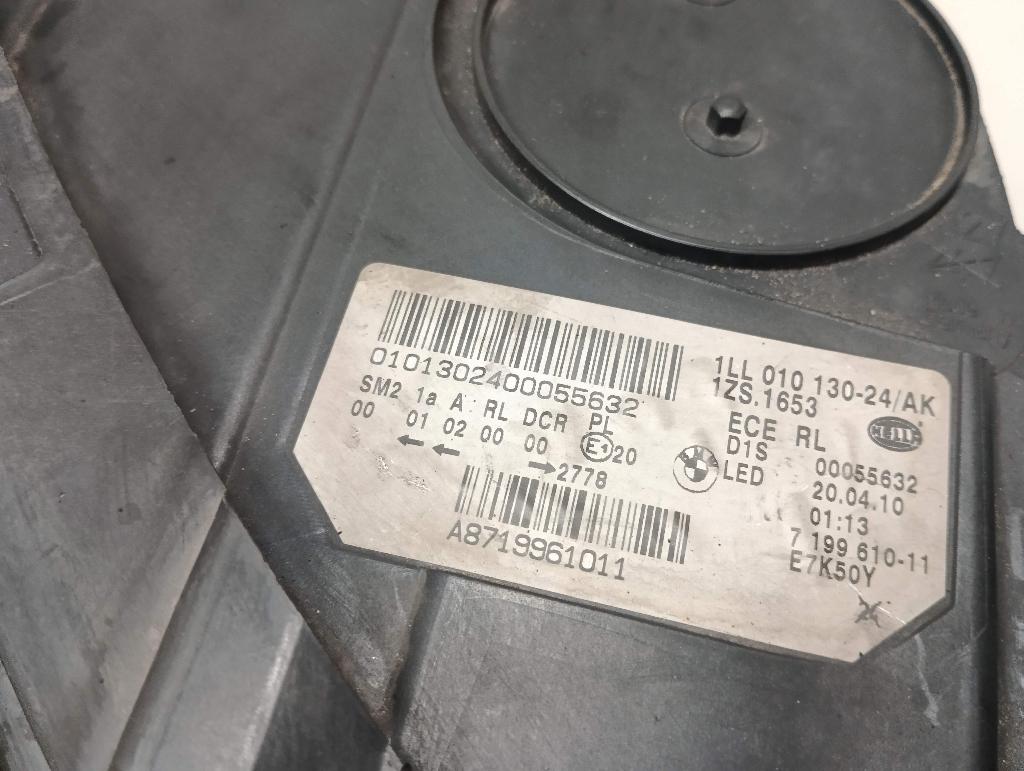 0101302400055632
SM2 1a A RL DCR PL
00 01 02 00 00 E1 20
2778
A8719961011
1LL 010 130-24/AK
1ZS.1653
ECE RL
HELLA
D1S
LED
BMW
00055632
20.04.10
01:13
7 199 610-11
E7K50Y